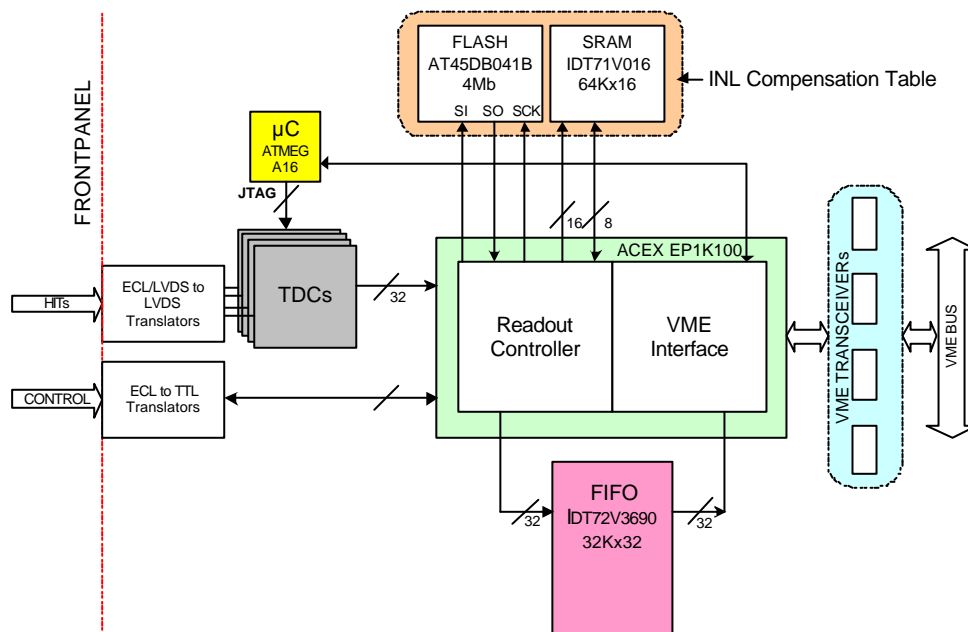 FRONTPANEL
FLASH
AT45DB041B
4Mb
SI SO SCK
SRAM
IDT71V016
64Kx16
INL Compensation Table
µC
ATMEG
A16
JTAG
16
8
ACEX EP1K100
HITs
ECL/LVDS to
LVDS
Translators
TDCs
32
Readout
Controller
VME
Interface
VME TRANSCEIVERs
VME BUS
CONTROL
ECL to TTL
Translators
32
FIFO
IDT72V3690
32Kx32
32